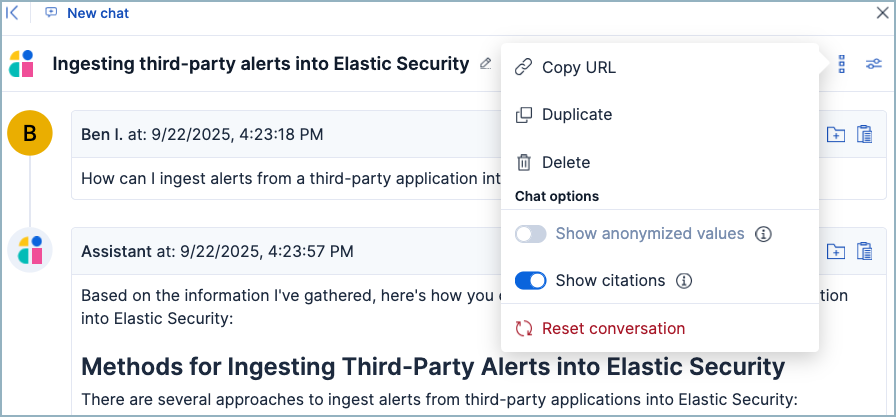 New chat
Ingesting third-party alerts into Elastic Security
Copy URL
Duplicate
Delete
Chat options
Show anonymized values
Show citations
Reset conversation
B
Ben I. at: 9/22/2025, 4:23:18 PM
How can I ingest alerts from a third-party application
Assistant at: 9/22/2025, 4:23:57 PM
Based on the information I've gathered, here's how you
into Elastic Security:
Methods for Ingesting Third-Party Alerts into Elastic Security
There are several approaches to ingest alerts from third-party applications into Elastic Security: